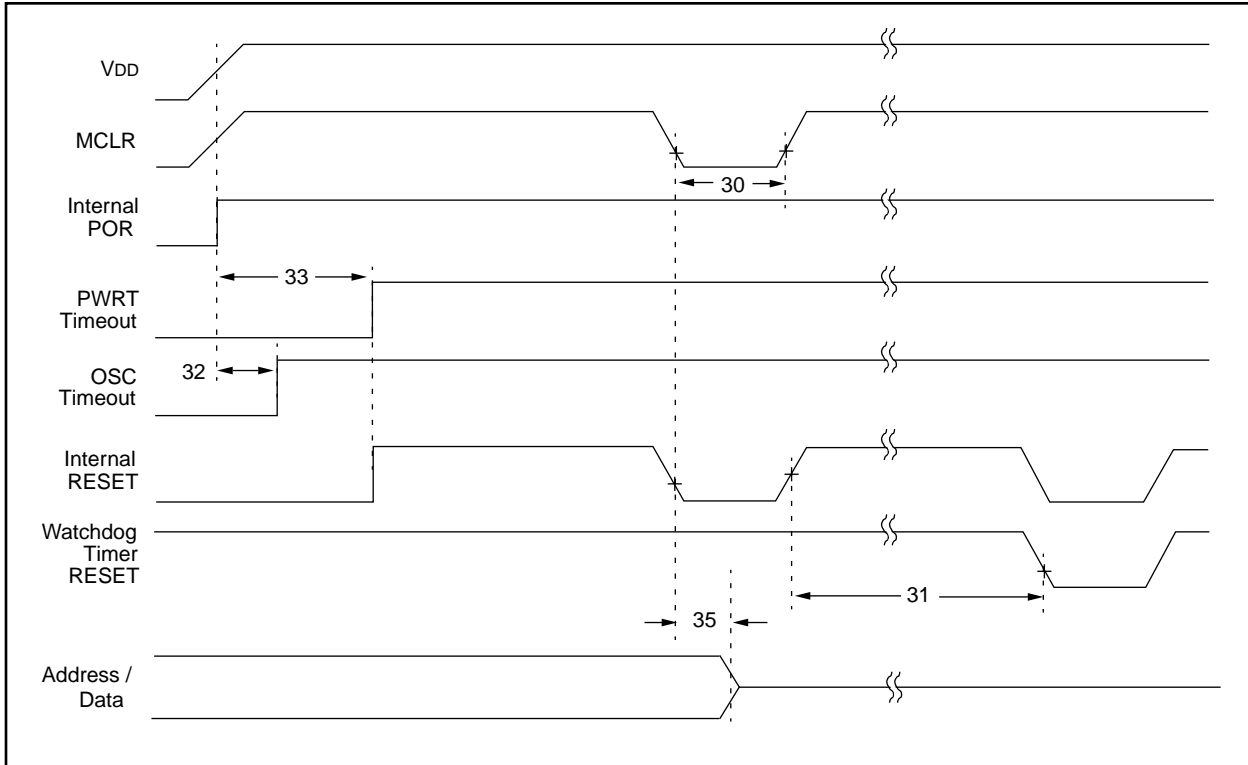 VDD
MCLR
30
Internal
POR
33
PWRT
Timeout
32
OSC
Timeout
Internal
RESET
Watchdog
Timer
RESET
31
35
Address /
Data